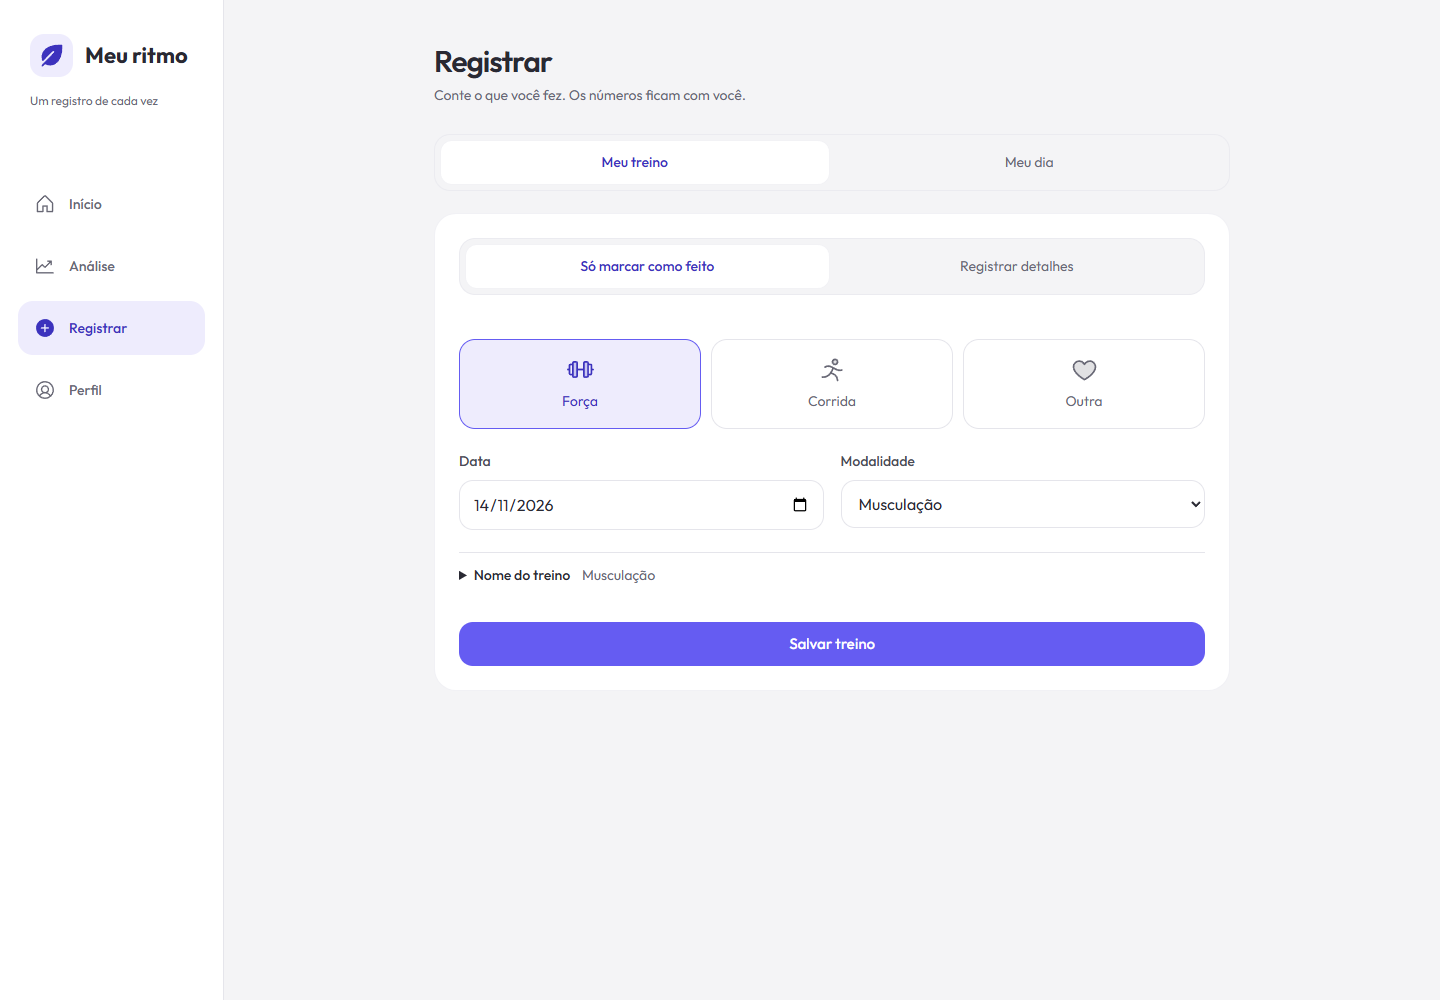 Meu ritmo
Um registro de cada vez
Início
Análise
Registrar
Perfil
Registrar
Conte o que você fez. Os números ficam com você.
Meu treino
Meu dia
Só marcar como feito
Registrar detalhes
Força
Corrida
Outra
Data
Modalidade
14/11/2026
Musculação
Nome do treino Musculação
Salvar treino